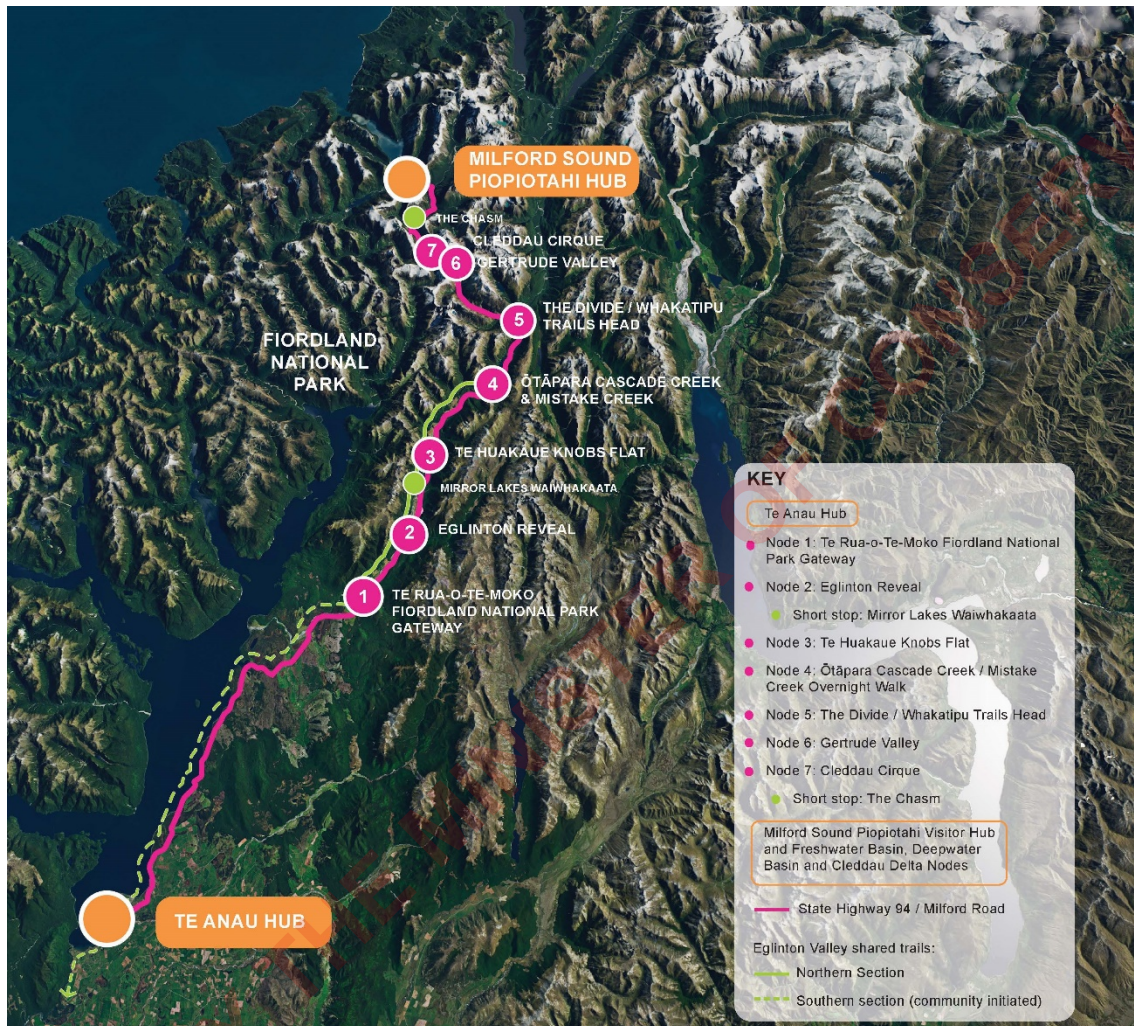 MILFORD SOUND
PIOPIOTAHI HUB
THE CHASM
7
CLEDDAU CIRQUE
6
GERTRUDE VALLEY
5
THE DIVIDE / WHAKATIPU
TRAILS HEAD
FIORDLAND
NATIONAL
PARK
4
ŌTĀPARA CASCADE CREEK
& MISTAKE CREEK
3
TE HUAKAUE KNOBS FLAT
MIRROR LAKES WAIWHAKAATA
2
EGLINTON REVEAL
1
TE RUA-O-TE-MOKO
FIORDLAND NATIONAL PARK
GATEWAY
TE ANAU HUB
KEY
Te Anau Hub
Node 1: Te Rua-o-Te-Moko Fiordland National
Park Gateway
Node 2: Eglinton Reveal
Short stop: Mirror Lakes Waiwhakaata
Node 3: Te Huakaue Knobs Flat
Node 4: Ōtāpara Cascade Creek / Mistake
Creek Overnight Walk
Node 5: The Divide / Whakatipu Trails Head
Node 6: Gertrude Valley
Node 7: Cleddau Cirque
Short stop: The Chasm
Milford Sound Piopiotahi Visitor Hub
and Freshwater Basin, Deepwater
Basin and Cleddau Delta Nodes
State Highway 94 / Milford Road
Eglinton Valley shared trails:
Northern Section
Southern section (community initiated)
THE MINISTER OF CONSERV